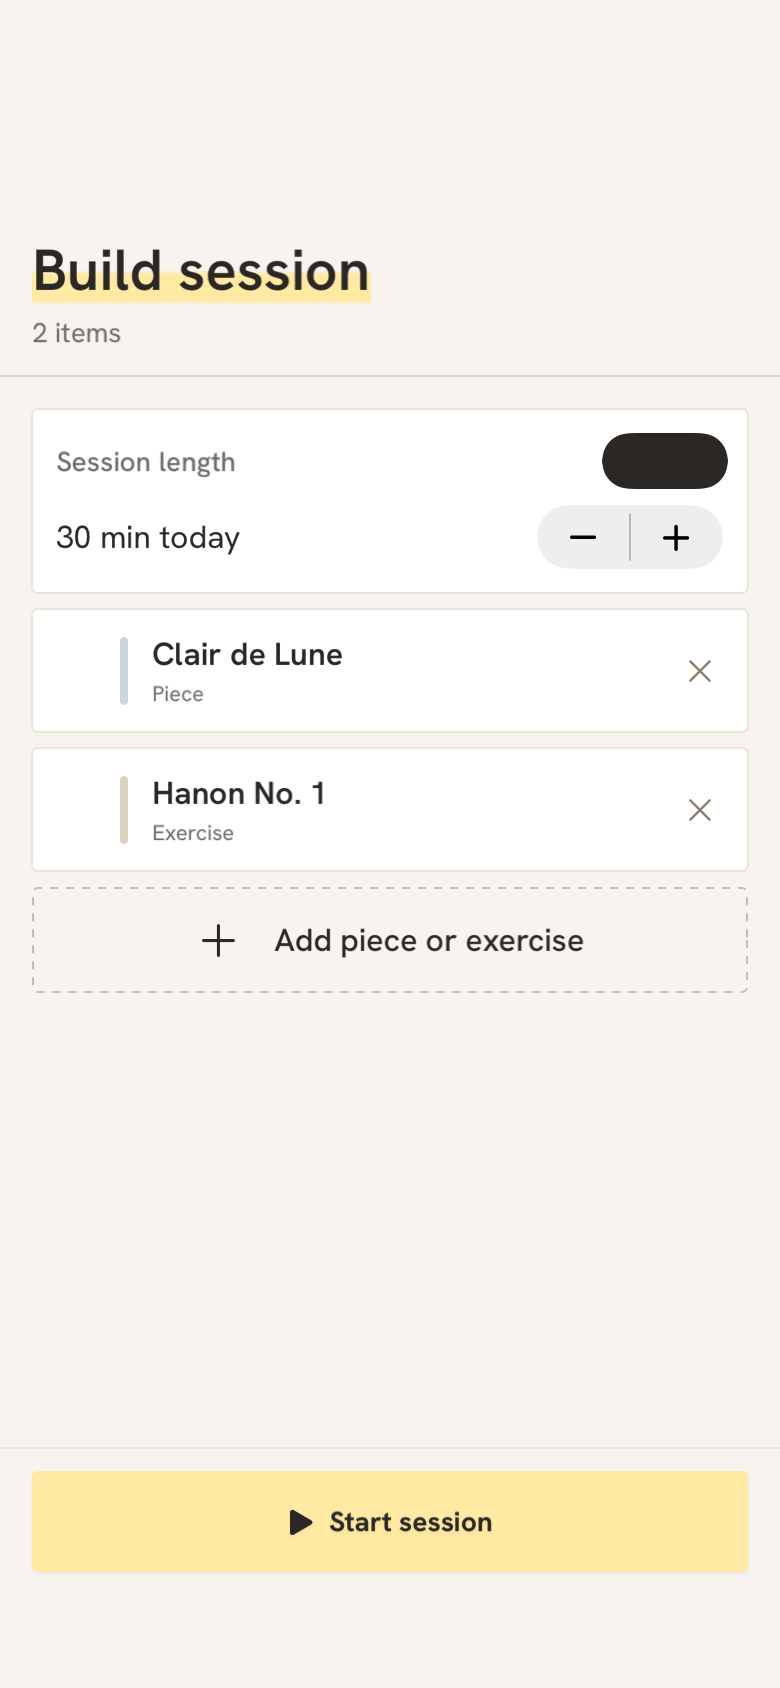 Build session
2 items
Session length
30 min today
Clair de Lune
Piece
Hanon No. 1
Exercise
Add piece or exercise
Start session